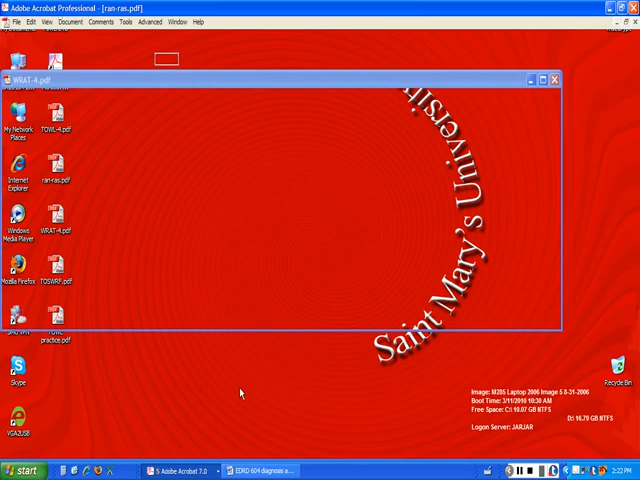 Adobe Acrobat Professional - [ran-ras.pdf]
File Edit View Document Comments Tools Advanced Window Help
WRAT-4.pdf
My Network Places
TOWL-4.pdf
Internet Explorer
ran-ras.pdf
Windows Media Player
WRAT-4.pdf
Mozilla Firefox
TOSWRF.pdf
TOWL practice.pdf
Skype
VGA2USB
Saint Mary's Universit
Recycle Bin
Image: M285 Laptop 2006 Image 5 8-31-2006
Boot Time: 3/11/2010 10:30 AM
Free Space: C:\ 10.07 GB NTFS
D:\ 16.79 GB NTFS
Logon Server: JARJAR
start
5 Adobe Acrobat 7.0
EDRD 604 diagnosis a...
2:22 PM